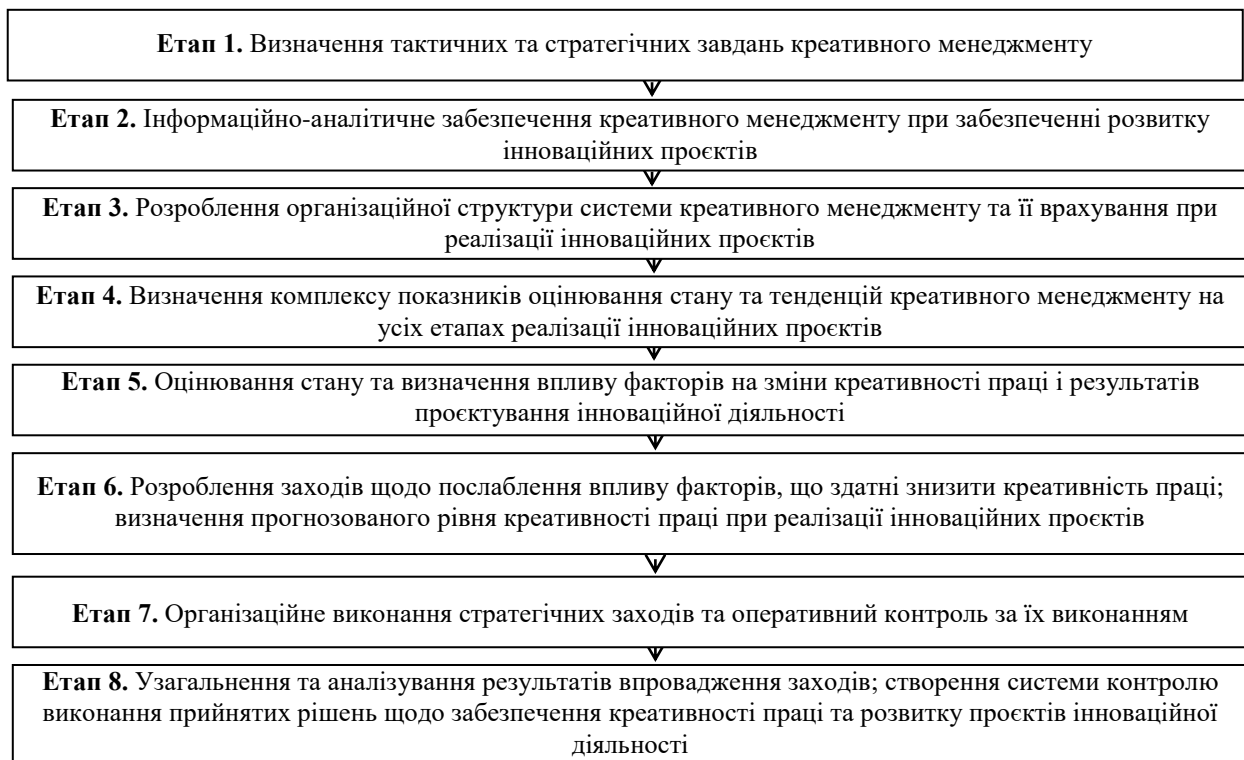 Етап 1. Визначення тактичних та стратегічних завдань креативного менеджменту
Етап 2. Інформаційно-аналітичне забезпечення креативного менеджменту при забезпеченні розвитку
інноваційних проєктів
Етап 3. Розроблення організаційної структури системи креативного менеджменту та її врахування при
реалізації інноваційних проєктів
Етап 4. Визначення комплексу показників оцінювання стану та тенденцій креативного менеджменту на
усіх етапах реалізації інноваційних проєктів
Етап 5. Оцінювання стану та визначення впливу факторів на зміни креативності праці і результатів
проєктування інноваційної діяльності
Етап 6. Розроблення заходів щодо послаблення впливу факторів, що здатні знизити креативність праці;
визначення прогнозованого рівня креативності праці при реалізації інноваційних проєктів
Етап 7. Організаційне виконання стратегічних заходів та оперативний контроль за їх виконанням
Етап 8. Узагальнення та аналізування результатів впровадження заходів; створення системи контролю
виконання прийнятих рішень щодо забезпечення креативності праці та розвитку проєктів інноваційної
діяльності